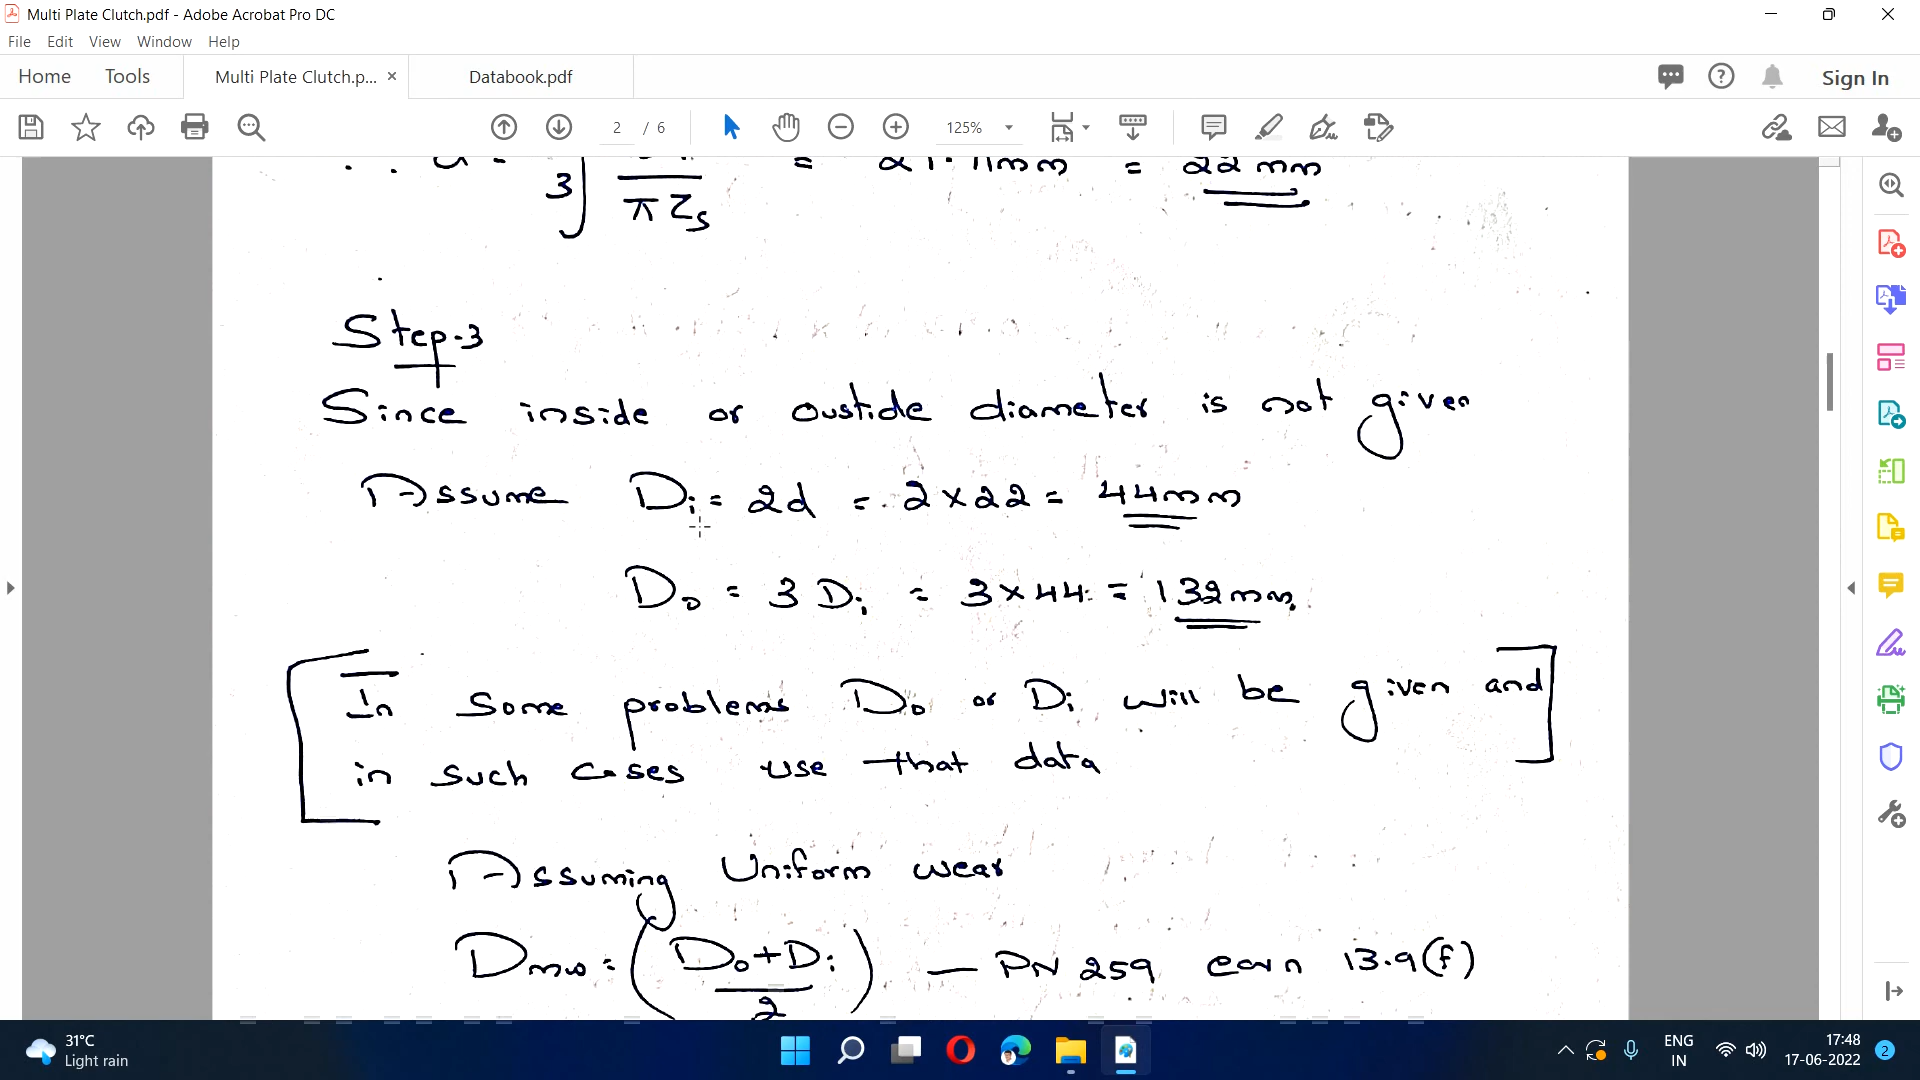 Multi Plate Clutch.pdf - Adobe Acrobat Pro DC
File Edit View Window Help
Home Tools Multi Plate Clutch.p... × Databook.pdf Sign In
2 / 6 125%
= 22 mm
3 π τs
Step-3
Since inside or oustide diameter is not given
Assume Di = 2d = 2 x 22 = 44mm
Do = 3 Di = 3 x 44 = 132mm
In some problems Do or Di will be given and
in such cases use that data
Assuming Uniform wear
Dmw = (Do+Di / 2) — PN 259 eqn 13.9(f)
31°C
Light rain
ENG
IN
17:48
17-06-2022
2